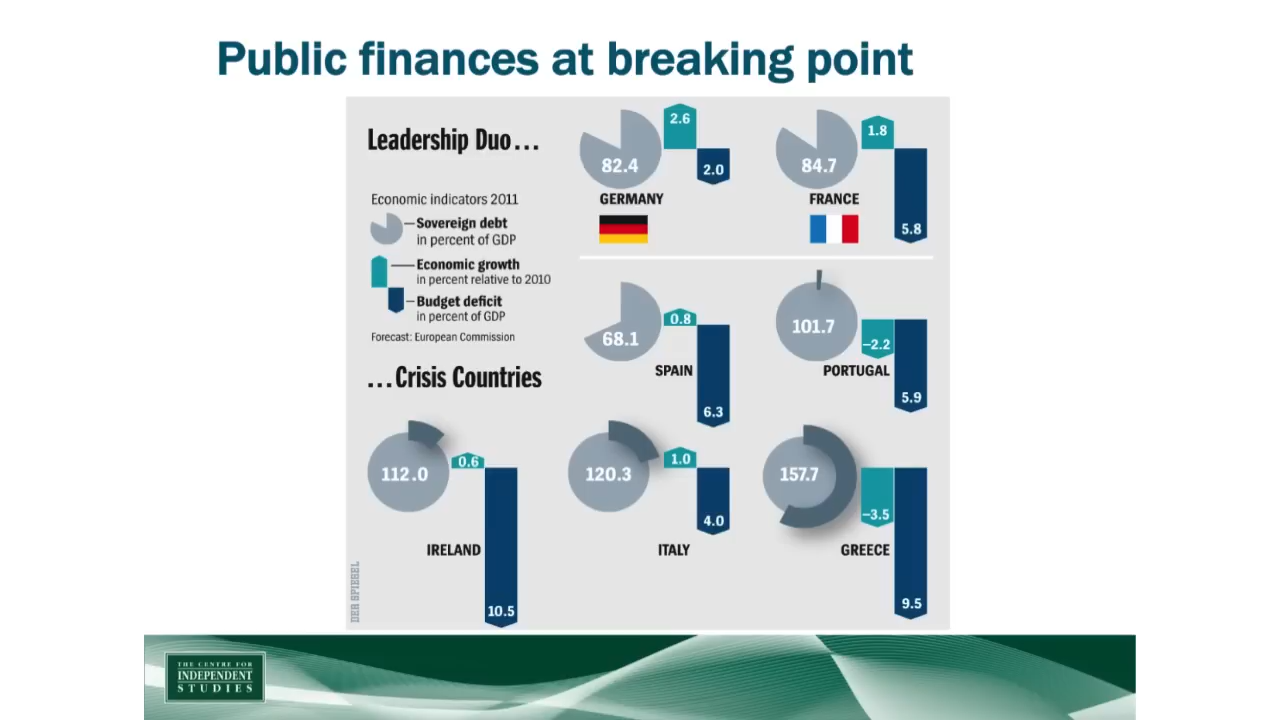 Public finances at breaking point
Leadership Duo...
Economic indicators 2011
Sovereign debt
in percent of GDP
Economic growth
in percent relative to 2010
Budget deficit
in percent of GDP
Forecast: European Commission
82.4
2.6
2.0
GERMANY
84.7
1.8
5.8
FRANCE
...Crisis Countries
68.1
0.8
6.3
SPAIN
101.7
–2.2
5.9
PORTUGAL
112.0
0.6
10.5
IRELAND
120.3
1.0
4.0
ITALY
157.7
–3.5
9.5
GREECE
DER SPIEGEL
THE CENTRE FOR
INDEPENDENT
STUDIES